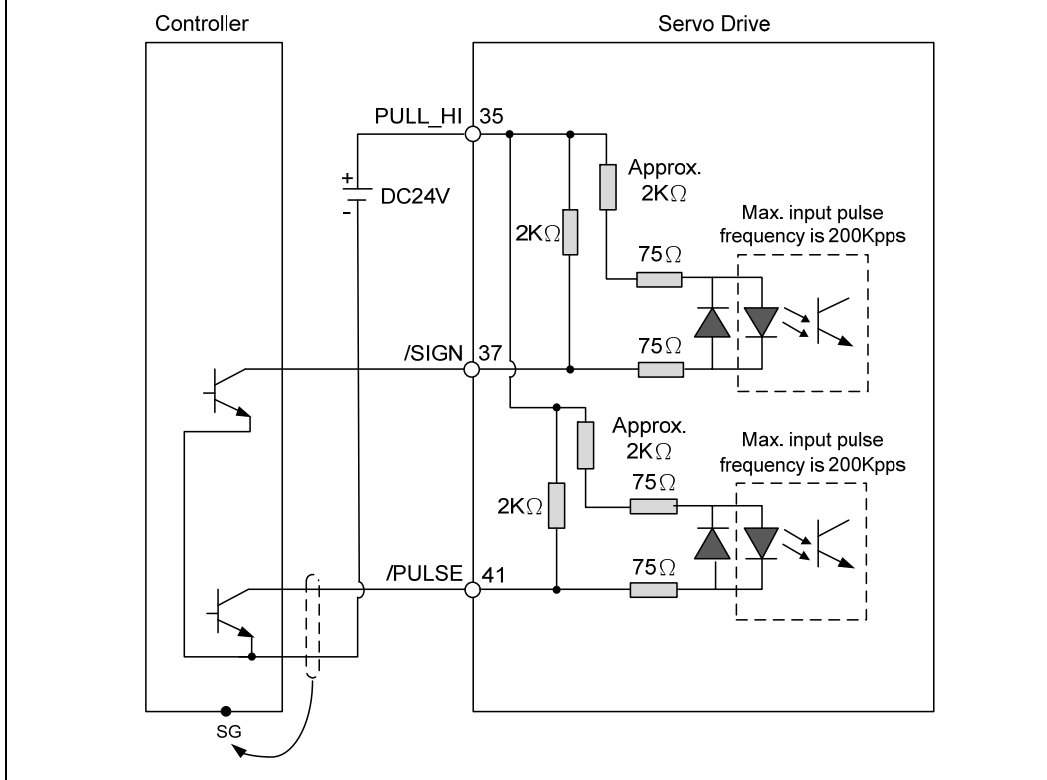 Controller
Servo Drive
PULL_HI
35
+
-
DC24V
Approx.
2KΩ
2KΩ
75Ω
Max. input pulse
frequency is 200Kpps
75Ω
/SIGN
37
Approx.
2KΩ
2KΩ
75Ω
Max. input pulse
frequency is 200Kpps
75Ω
/PULSE
41
SG